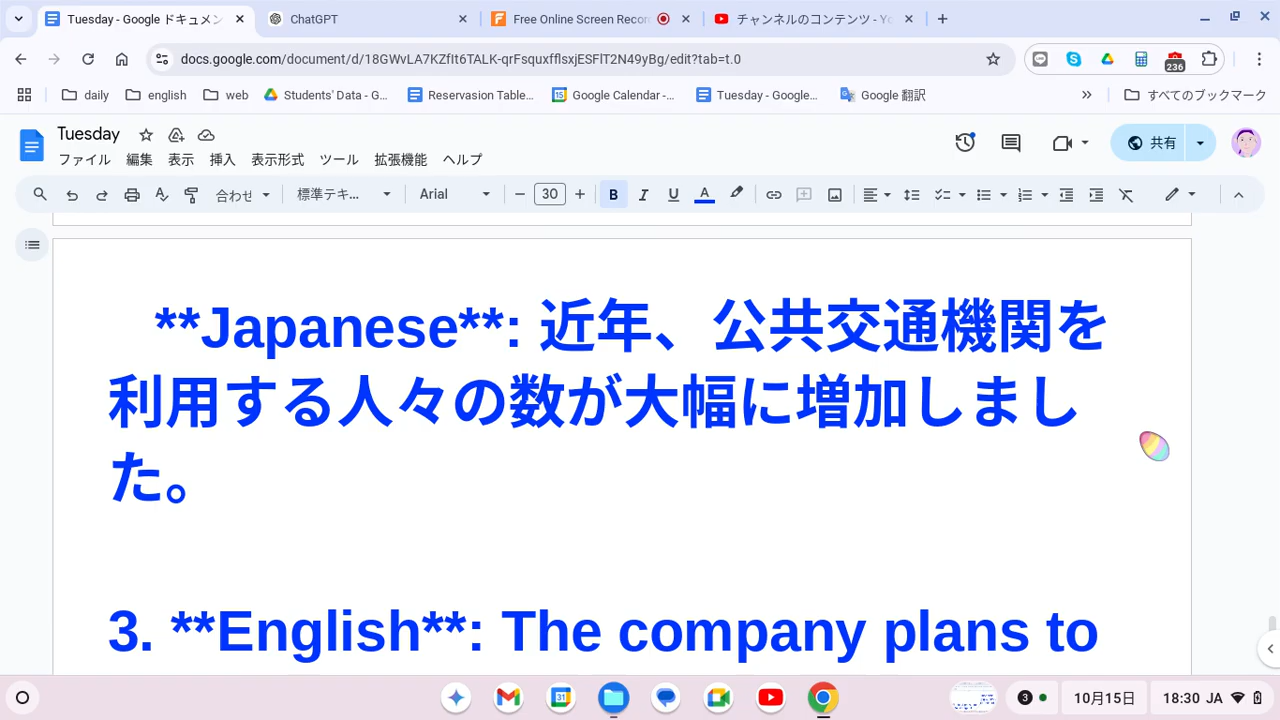 Tuesday - Google ドキュメン
ChatGPT
Free Online Screen Recor
チャンネルのコンテンツ - Yo
docs.google.com/document/d/18GWvLA7KZfIt6TALK-qrFsquxfflsxjESFlT2N49yBg/edit?tab=t.0
236
daily
english
web
Students' Data - G...
Reservasion Table...
Google Calendar -...
Tuesday - Google...
Google 翻訳
すべてのブックマーク
Tuesday
共有
ファイル 編集 表示 挿入 表示形式 ツール 拡張機能 ヘルプ
合わせ 標準テキ... Arial 30 B I U A
**Japanese**: 近年、公共交通機関を
利用する人々の数が大幅に増加しまし
た。
3. **English**: The company plans to
31
3
10月15日
18:30 JA